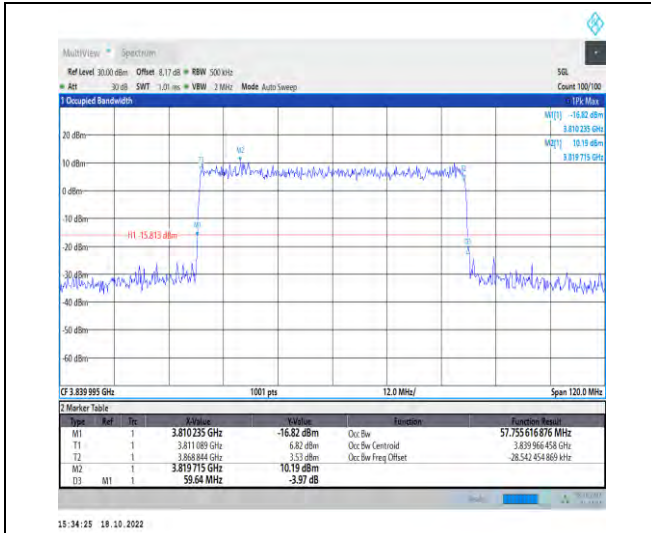 MultiView Spectrum
Ref Level 30.00 dBm Offset 8.17 dB RBW 500 kHz SGL
Att 30 dB SWT 1.01 ms VBW 2 MHz Mode Auto Sweep Count 100/100
1 Occupied Bandwidth 1Pk Max
M1[1] -16.82 dBm
3.810 235 GHz
M2[1] 10.19 dBm
3.819 715 GHz
20 dBm
10 dBm
0 dBm
-10 dBm
-20 dBm
-30 dBm
-40 dBm
-50 dBm
-60 dBm
T1
M2
M1
H1 -15.813 dBm
CF 3.839 995 GHz 1001 pts 12.0 MHz/ Span 120.0 MHz
2 Marker Table
Type Ref Trc X-Value Y-Value Function Function Result
M1 1 3.810 235 GHz -16.82 dBm Occ Bw 57.755 616 876 MHz
T1 1 3.811 089 GHz 6.82 dBm Occ Bw Centroid 3.839 966 458 GHz
T2 1 3.868 844 GHz 3.53 dBm Occ Bw Freq Offset -28.542 454 869 kHz
M2 1 3.819 715 GHz 10.19 dBm
D3 M1 1 59.64 MHz -3.97 dB
15:34:25 18.10.2022